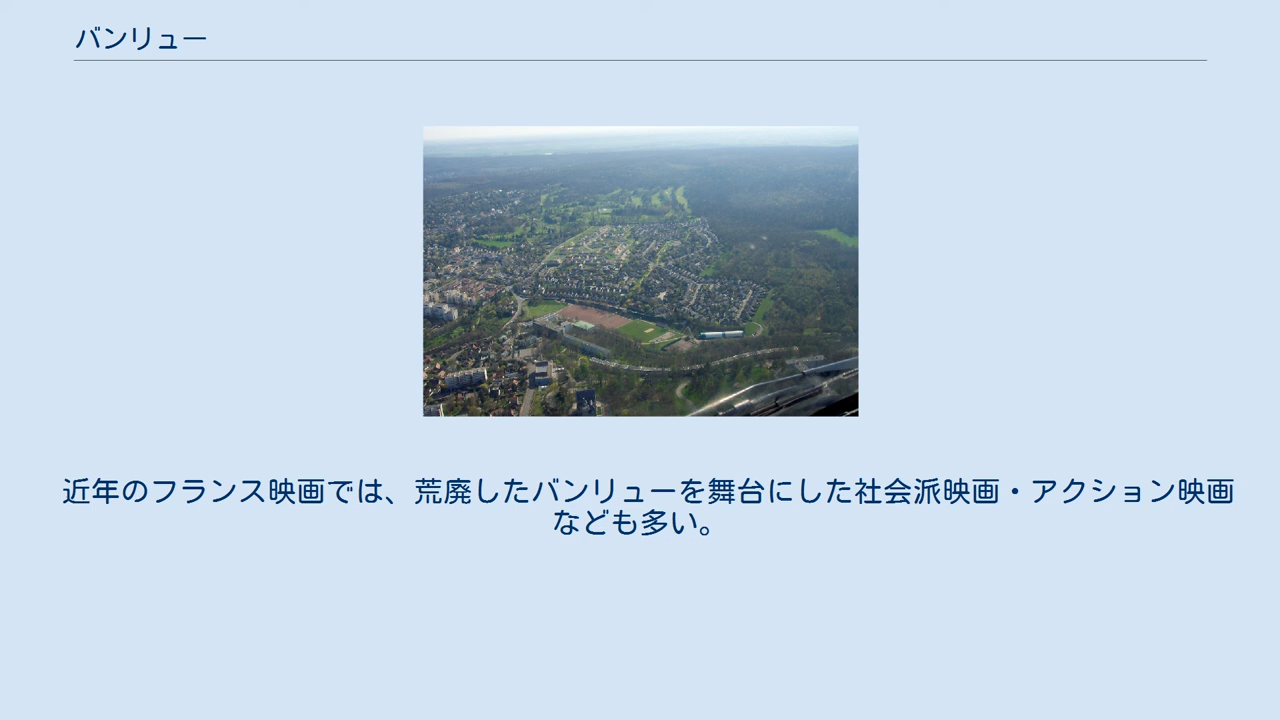 バンリュー
近年のフランス映画では、荒廃したバンリューを舞台にした社会派映画・アクション映画
なども多い。